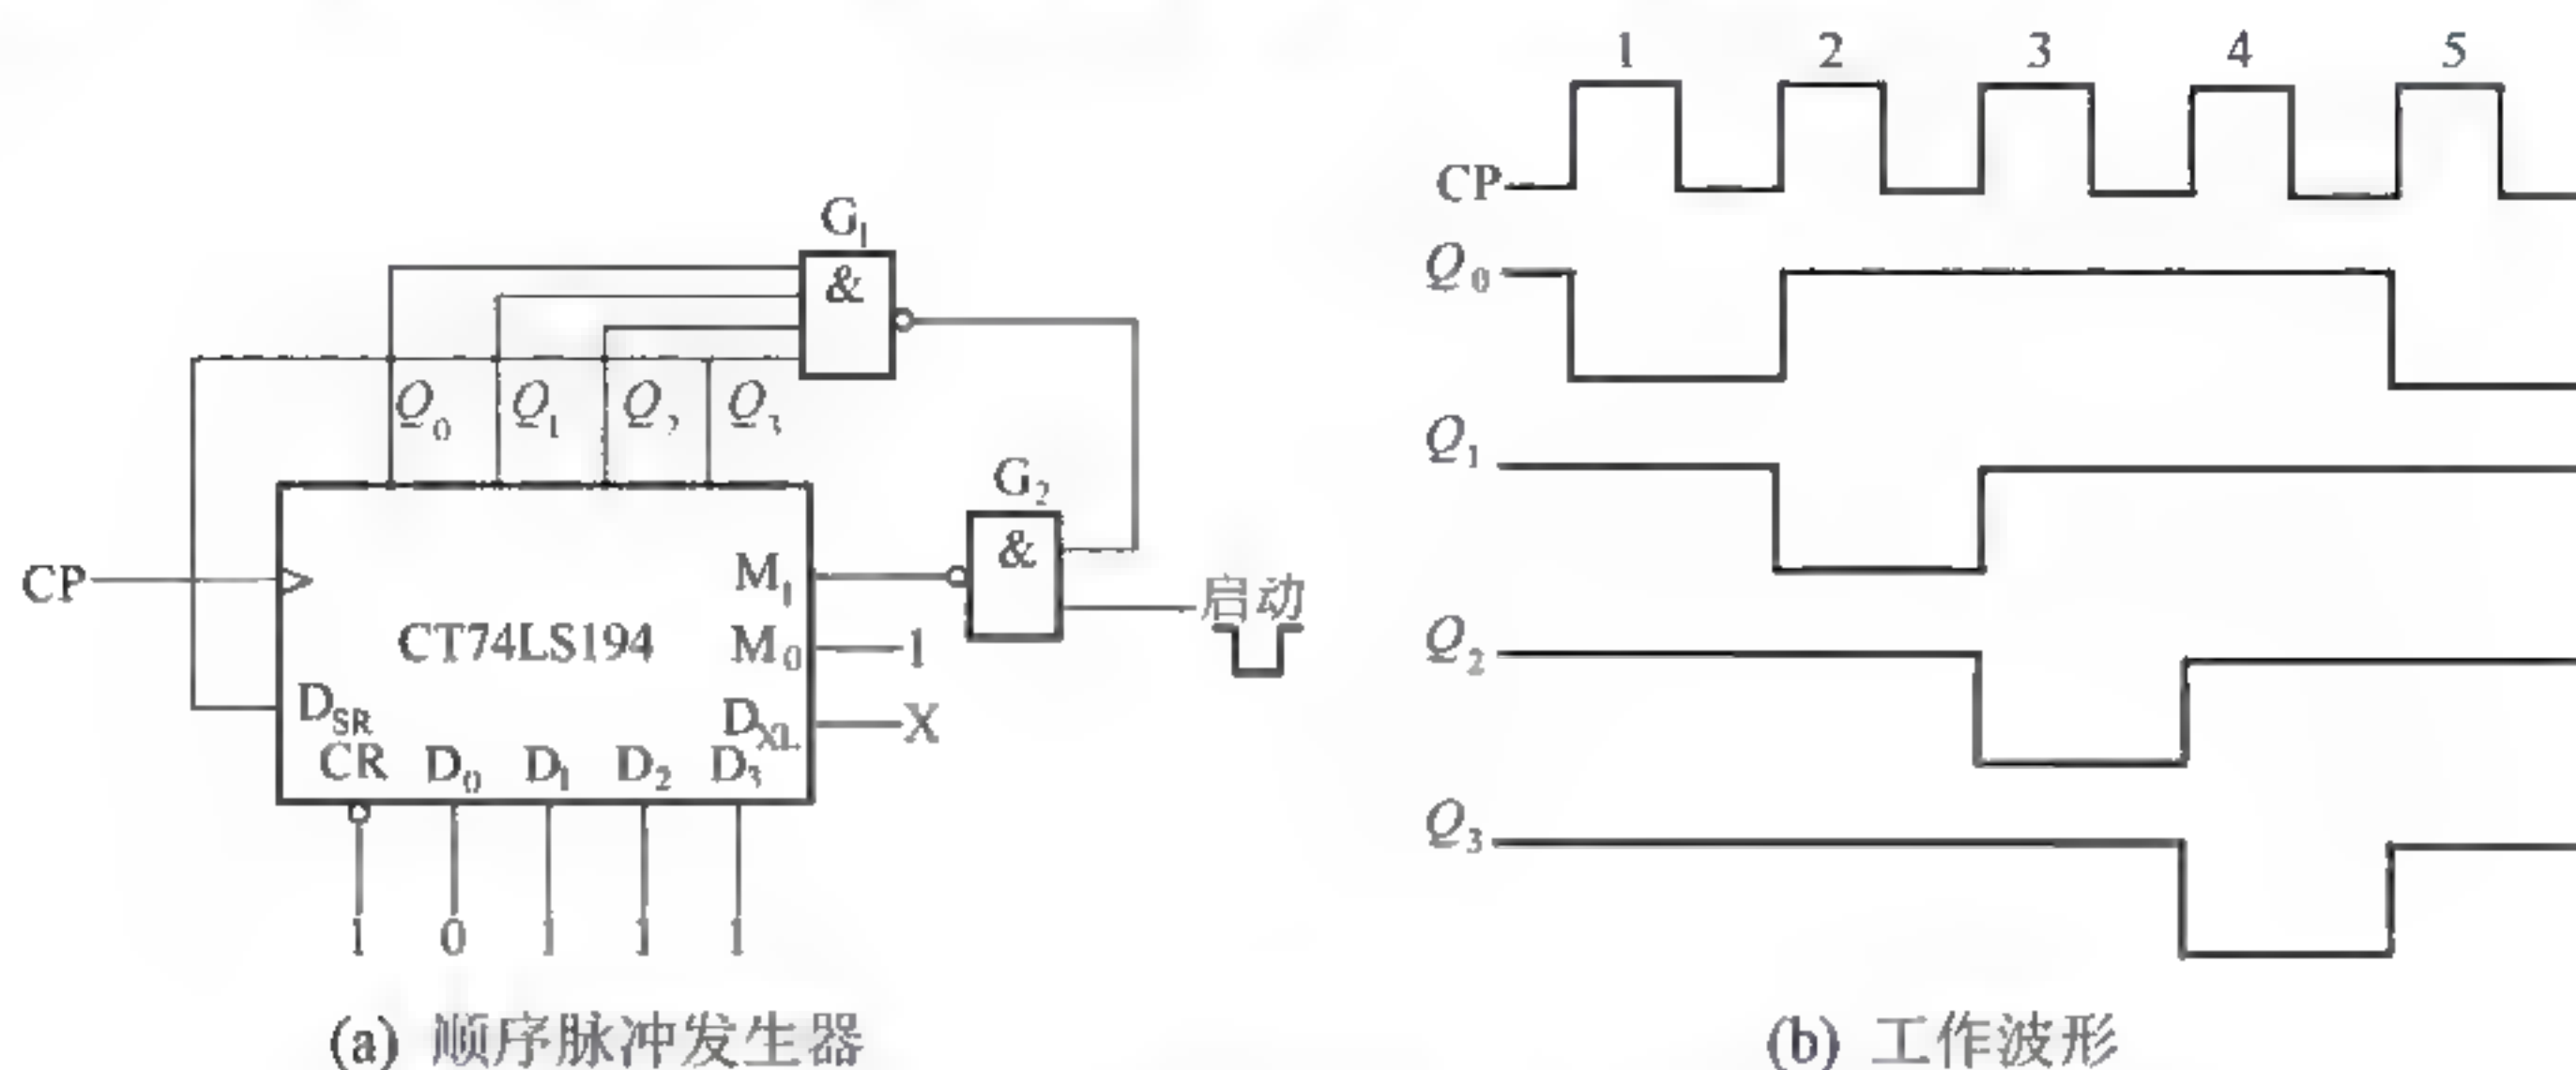 1 2 3 4 5
CP
Q0
Q1
Q2
Q3
G1
&
Q0 Q1 Q2 Q3
G2
&
CP
M1
启动
CT74LS194
M0 1
DSR
DXL X
CR D0 D1 D2 D3
1 0 1 1 1
(a) 顺序脉冲发生器
(b) 工作波形